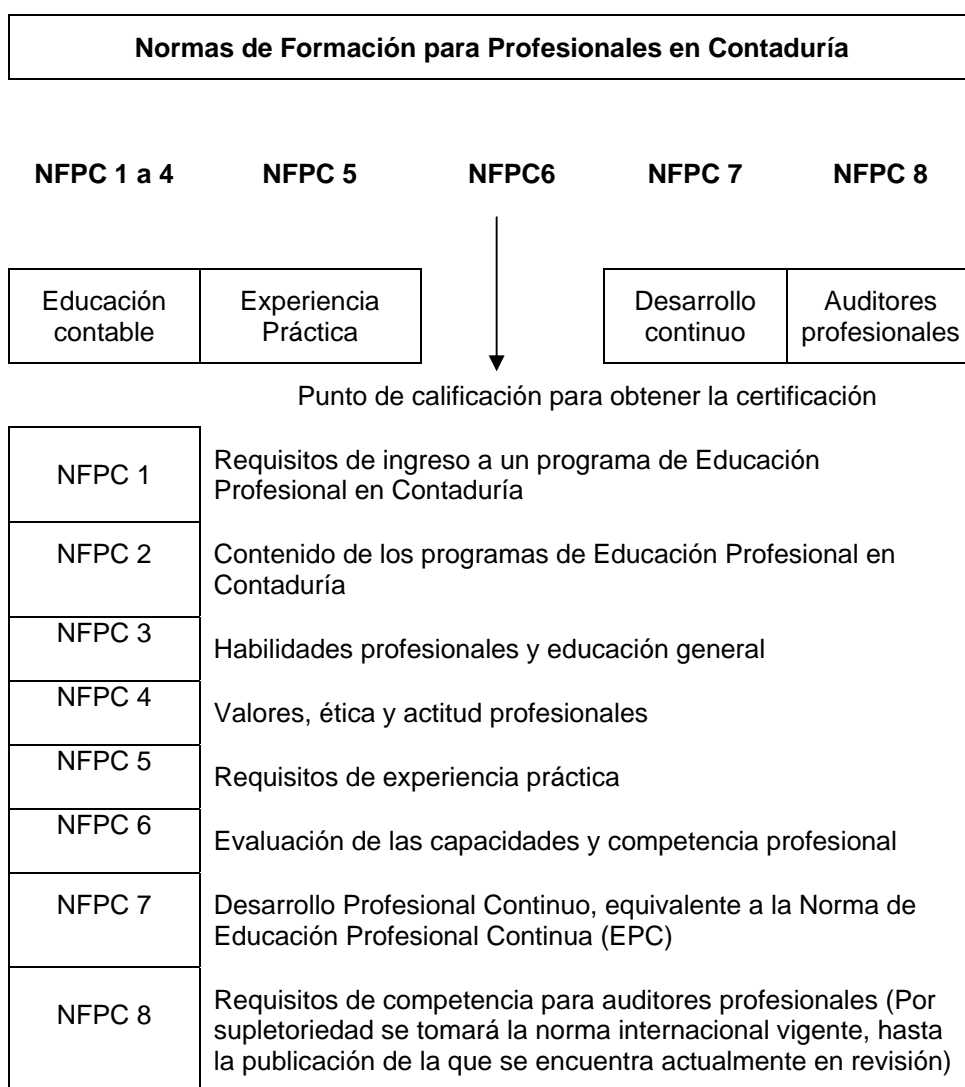 Normas de Formación para Profesionales en Contaduría
NFPC 1 a 4
NFPC 5
NFPC6
NFPC 7
NFPC 8
Educación
contable
Experiencia
Práctica
Desarrollo
continuo
Auditores
profesionales
Punto de calificación para obtener la certificación
NFPC 1
Requisitos de ingreso a un programa de Educación
Profesional en Contaduría
NFPC 2
Contenido de los programas de Educación Profesional en
Contaduría
NFPC 3
Habilidades profesionales y educación general
NFPC 4
Valores, ética y actitud profesionales
NFPC 5
Requisitos de experiencia práctica
NFPC 6
Evaluación de las capacidades y competencia profesional
NFPC 7
Desarrollo Profesional Continuo, equivalente a la Norma de
Educación Profesional Continua (EPC)
NFPC 8
Requisitos de competencia para auditores profesionales (Por
supletoriedad se tomará la norma internacional vigente, hasta
la publicación de la que se encuentra actualmente en revisión)